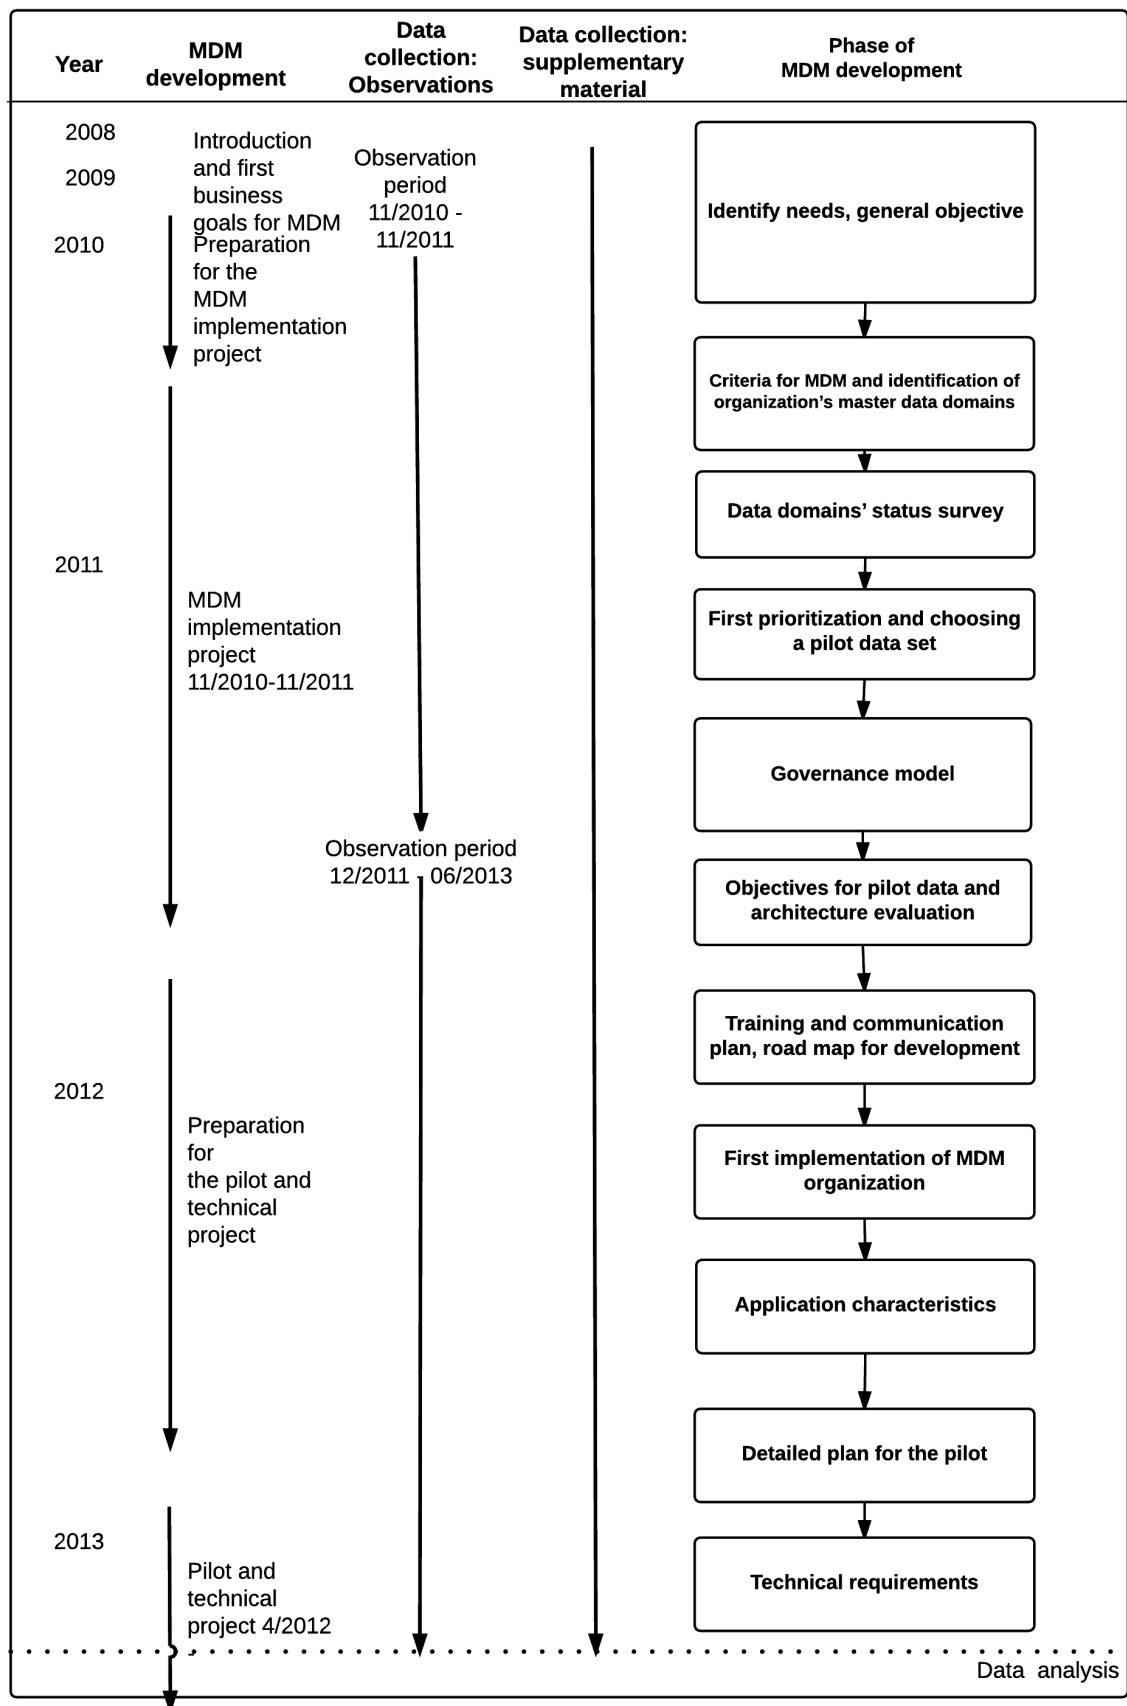 Year
MDM
development
Data
collection:
Observations
Data collection:
supplementary
material
Phase of
MDM development
2008
2009
2010
2011
2012
2013
Introduction
and first
business
goals for MDM
Preparation
for the
MDM
implementation
project
MDM
implementation
project
11/2010-11/2011
Preparation
for
the pilot and
technical
project
Pilot and
technical
project 4/2012
-
Observation
period
11/2010 -
11/2011
Observation period
12/2011 - 06/2013
Identify needs, general objective
Criteria for MDM and identification of
organization’s master data domains
Data domains’ status survey
First prioritization and choosing
a pilot data set
Governance model
Objectives for pilot data and
architecture evaluation
Training and communication
plan, road map for development
First implementation of MDM
organization
Application characteristics
Detailed plan for the pilot
Technical requirements
Data analysis